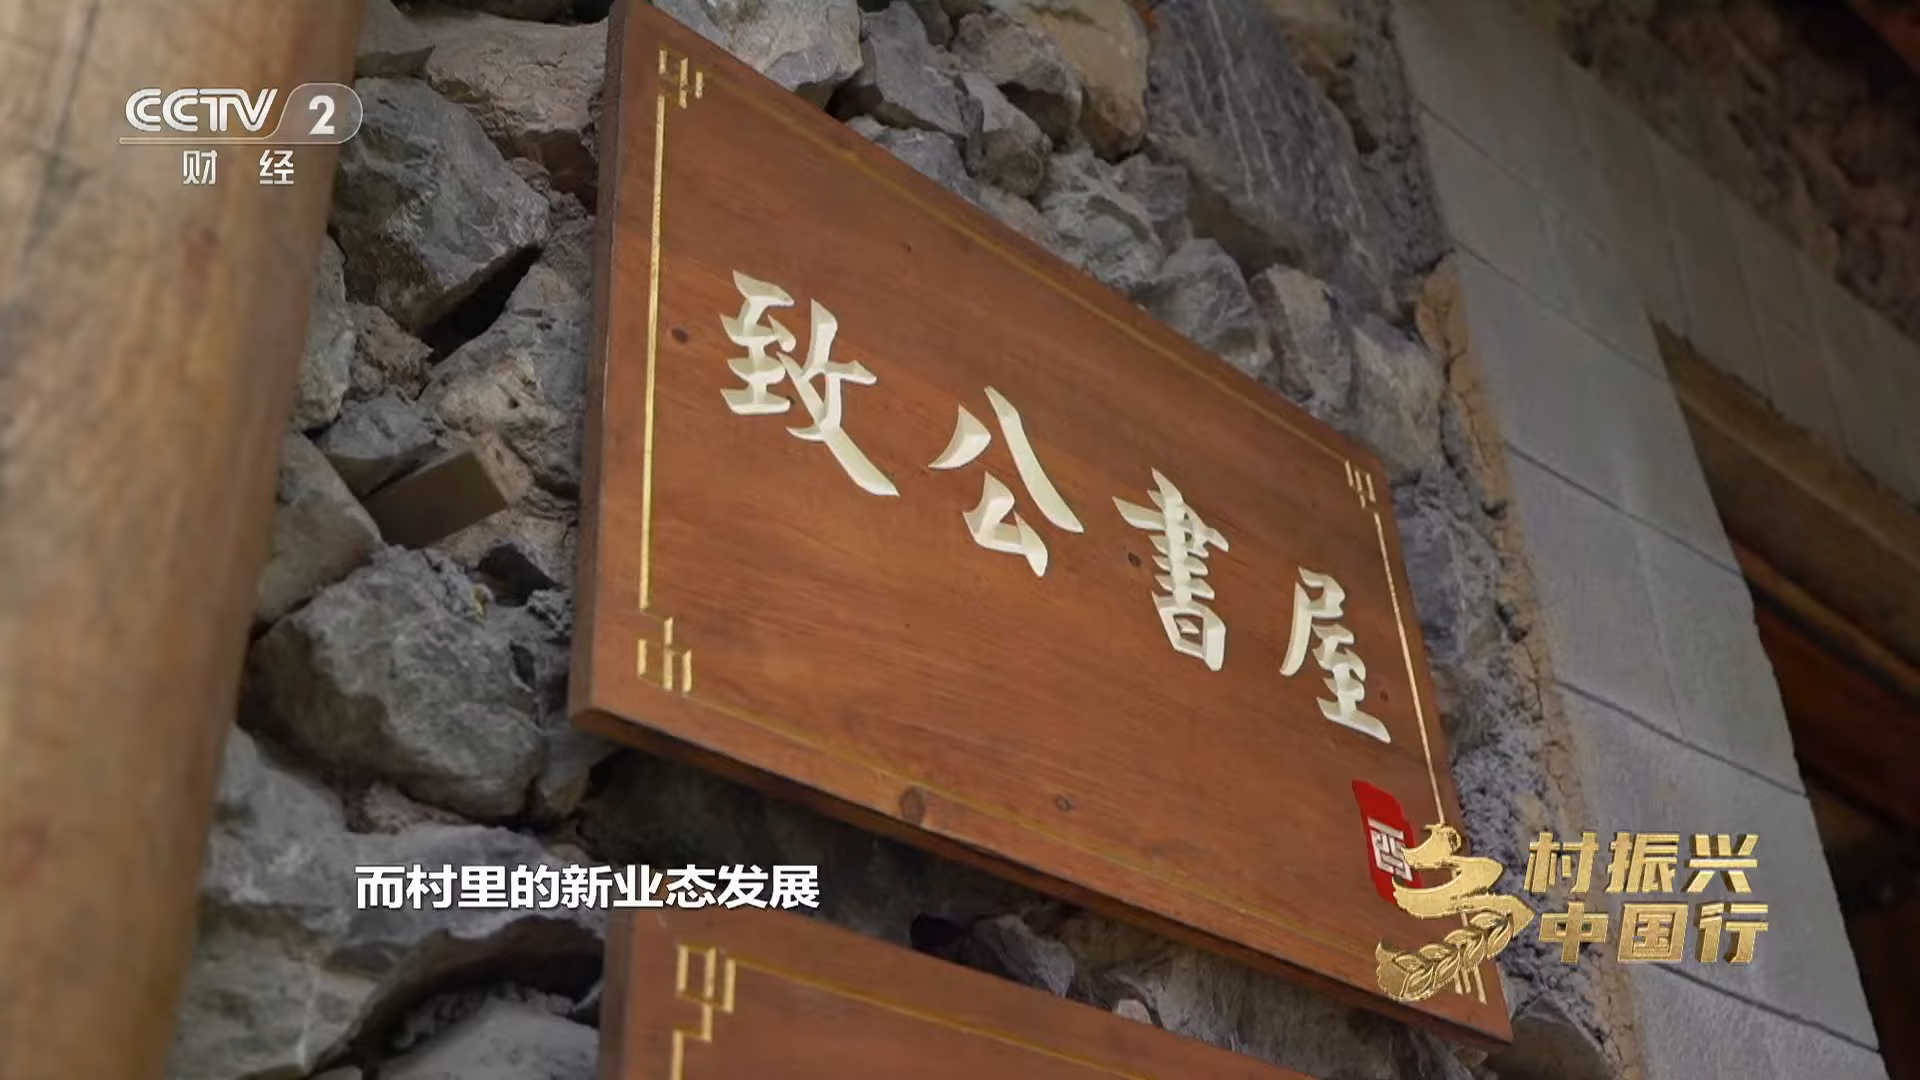 CCTV 2
财经
致公書屋
而村里的新业态发展
乡村振兴
中国行